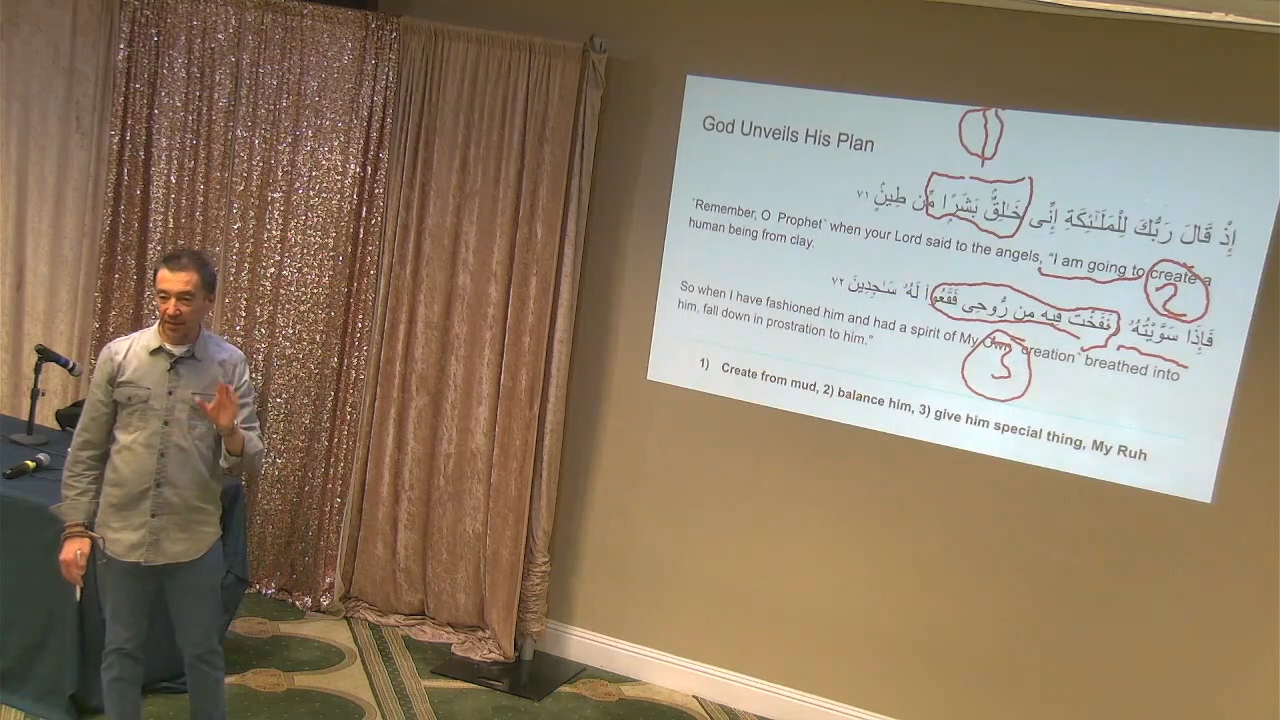 God Unveils His Plan
1
إِذْ قَالَ رَبُّكَ لِلْمَلَـٰٓئِكَةِ إِنِّى خَـٰلِقٌۢ بَشَرًا مِّن طِينٍ ٧١
˹Remember, O Prophet˺ when your Lord said to the angels, "I am going to create a
human being from clay.
2
فَإِذَا سَوَّيْتُهُۥ وَنَفَخْتُ فِيهِ مِن رُّوحِى فَقَعُوا۟ لَهُۥ سَـٰجِدِينَ ٧٢
So when I have fashioned him and had a spirit of My Own ˹creation˺ breathed into
him, fall down in prostration to him."
3
1) Create from mud, 2) balance him, 3) give him special thing, My Ruh